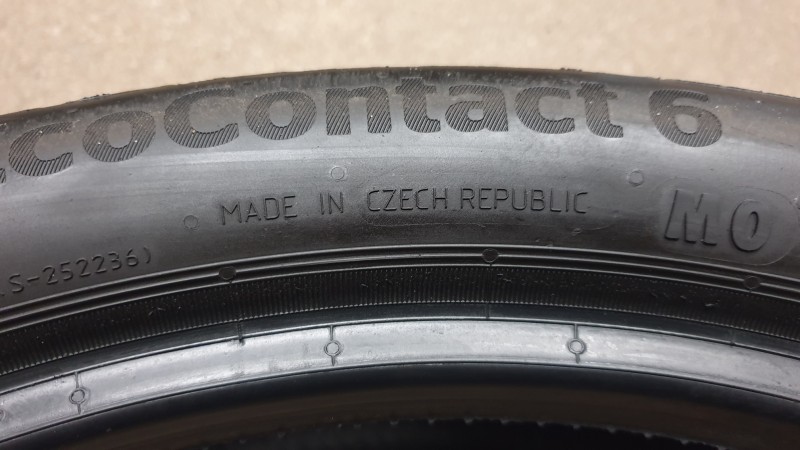 coContact 6
MADE IN CZECH REPUBLIC
MO
S-252236)